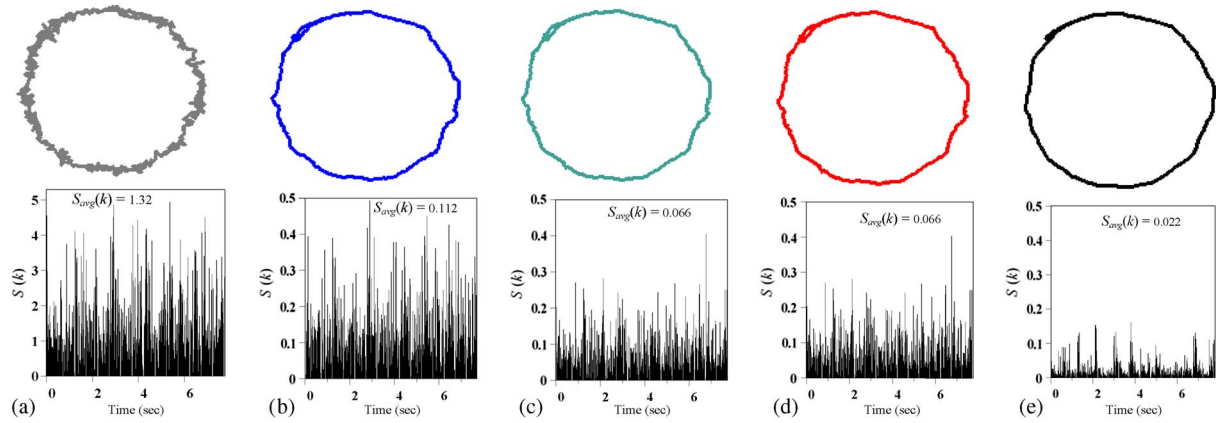 S_avg(k) = 1.32
5
4
3
2
1
0
S (k)
0 2 4 6
Time (sec)
(a)
S_avg(k) = 0.112
0.5
0.4
0.3
0.2
0.1
0
0 2 4 6
Time (sec)
(b)
S_avg(k) = 0.066
0.5
0.4
0.3
0.2
0.1
0
S (k)
0 2 4 6
Time (sec)
(c)
S_avg(k) = 0.066
0.5
0.4
0.3
0.2
0.1
0
S (k)
0 2 4 6
Time (sec)
(d)
S_avg(k) = 0.022
0.5
0.4
0.3
0.2
0.1
0
S (k)
0 2 4 6
Time (sec)
(e)